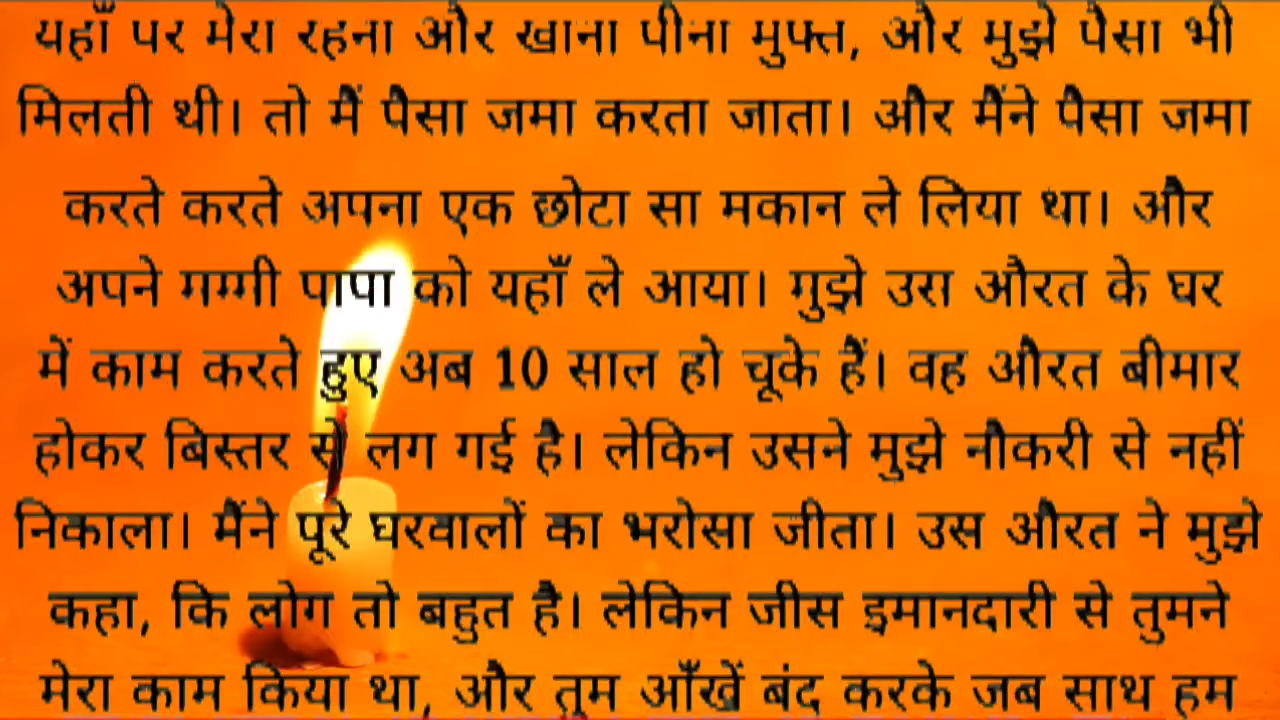 यहाँ पर मेरा रहना और खाना पीना मुफ्त, और मुझे पैसा भी
मिलती थी। तो मैं पैसा जमा करता जाता। और मैंने पैसा जमा
करते करते अपना एक छोटा सा मकान ले लिया था। और
अपने मम्मी पापा को यहाँ ले आया। मुझे उस औरत के घर
में काम करते हुए अब 10 साल हो चूके हैं। वह औरत बीमार
होकर बिस्तर से लग गई है। लेकिन उसने मुझे नौकरी से नहीं
निकाला। मैंने पूरे घरवालों का भरोसा जीता। उस औरत ने मुझे
कहा, कि लोग तो बहुत है। लेकिन जीस इमानदारी से तुमने
मेरा काम किया था, और तुम आँखें बंद करके जब साथ हम